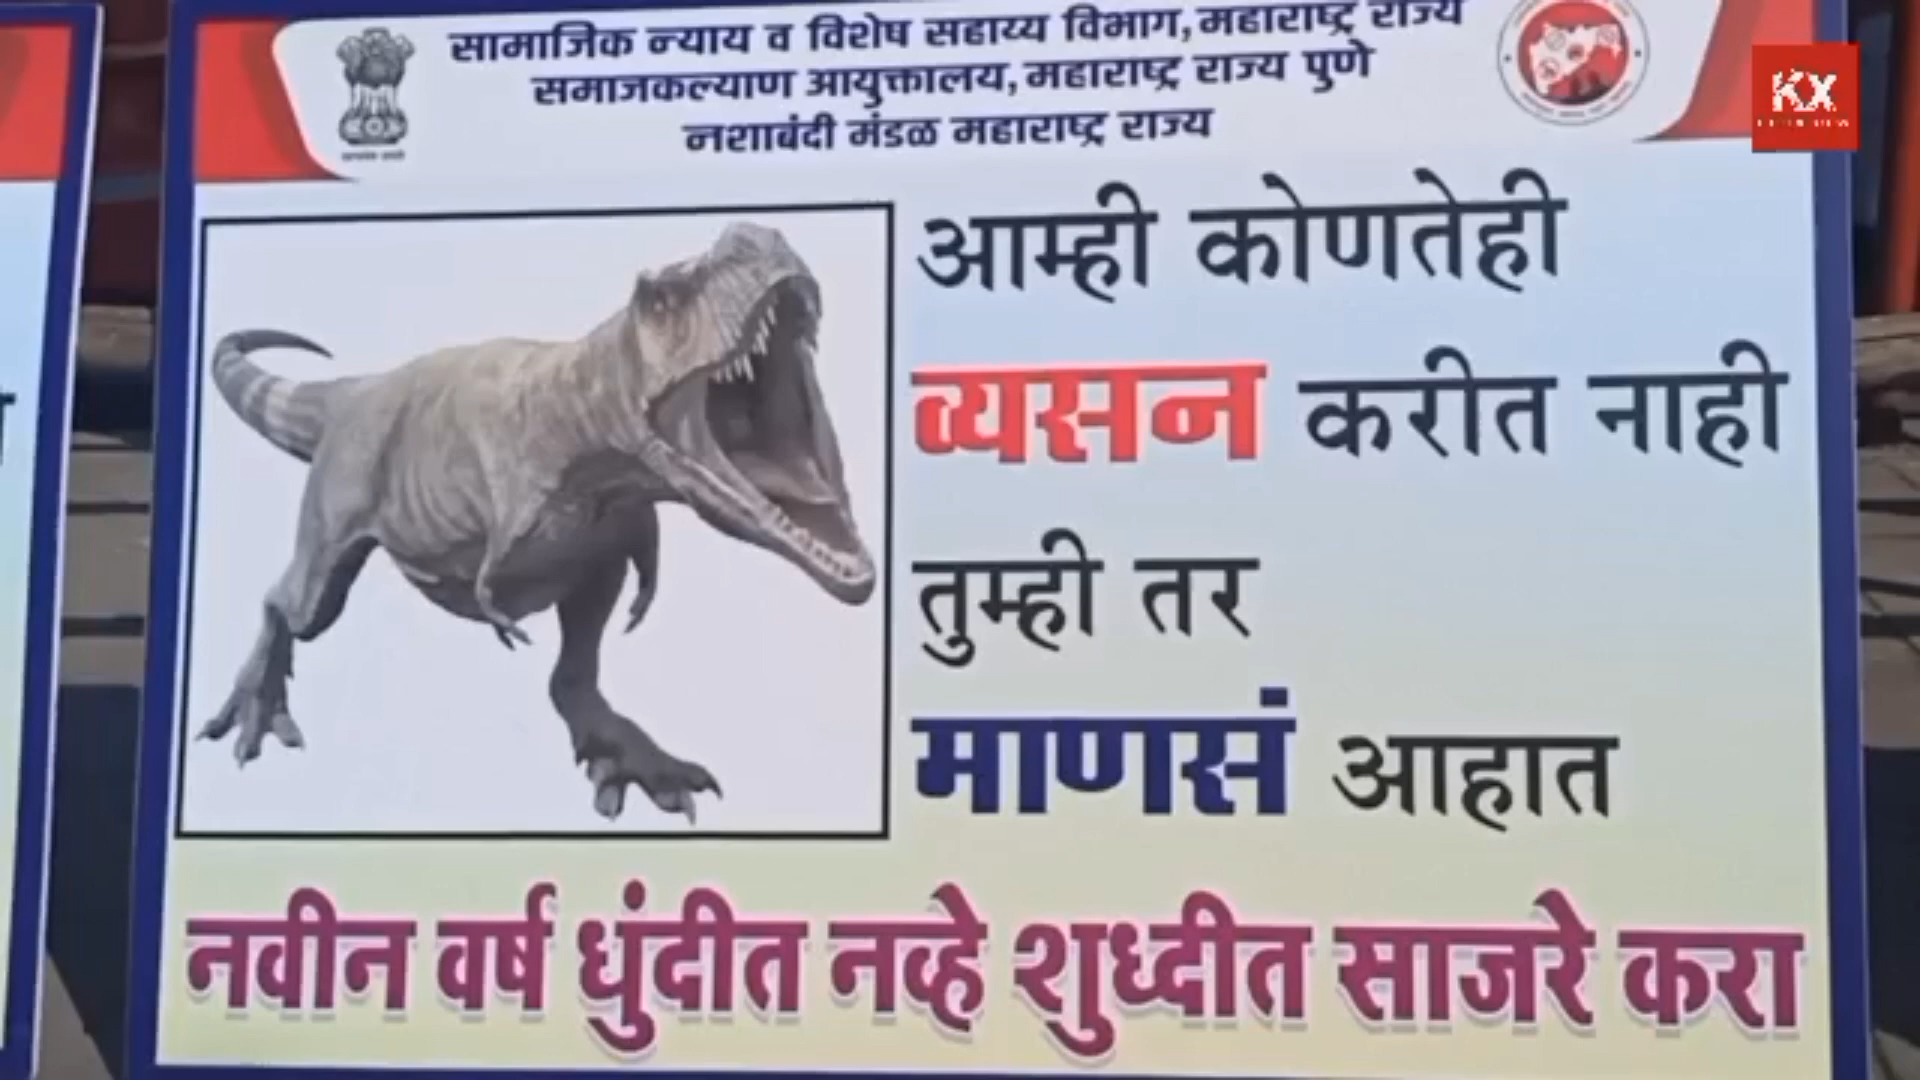 सामाजिक न्याय व विशेष सहाय्य विभाग, महाराष्ट्र राज्य
समाजकल्याण आयुक्तालय, महाराष्ट्र राज्य पुणे
नशाबंदी मंडळ महाराष्ट्र राज्य
KX
आम्ही कोणतेही
व्यसन करीत नाही
तुम्ही तर
माणसं आहात
नवीन वर्ष धुंदीत नव्हे शुध्दीत साजरे करा